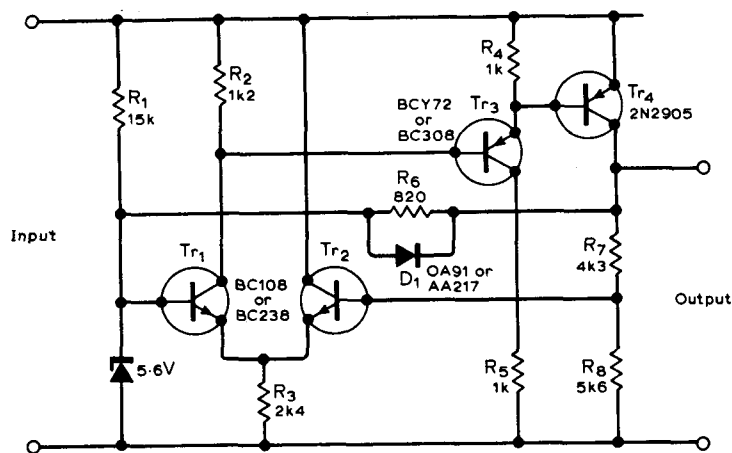 R4
1k
R2
1k2
R1
15k
BCY72
or
BC308
Tr3
Tr4
2N2905
R6
820
Input
Tr1
BC108
or
BC238
Tr2
D1
OA91 or
AA217
R7
4k3
Output
5·6V
R3
2k4
R5
1k
R8
5k6